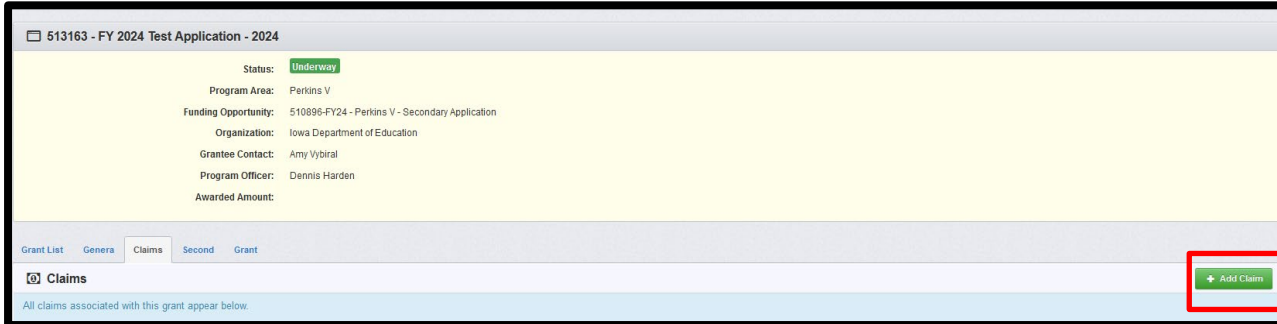 513163 - FY 2024 Test Application - 2024
Status: Underway
Program Area: Perkins V
Funding Opportunity: 510896-FY24 - Perkins V - Secondary Application
Organization: Iowa Department of Education
Grantee Contact: Amy Vybiral
Program Officer: Dennis Harden
Awarded Amount:
Grant List Genera Claims Second Grant
Claims + Add Claim
All claims associated with this grant appear below.